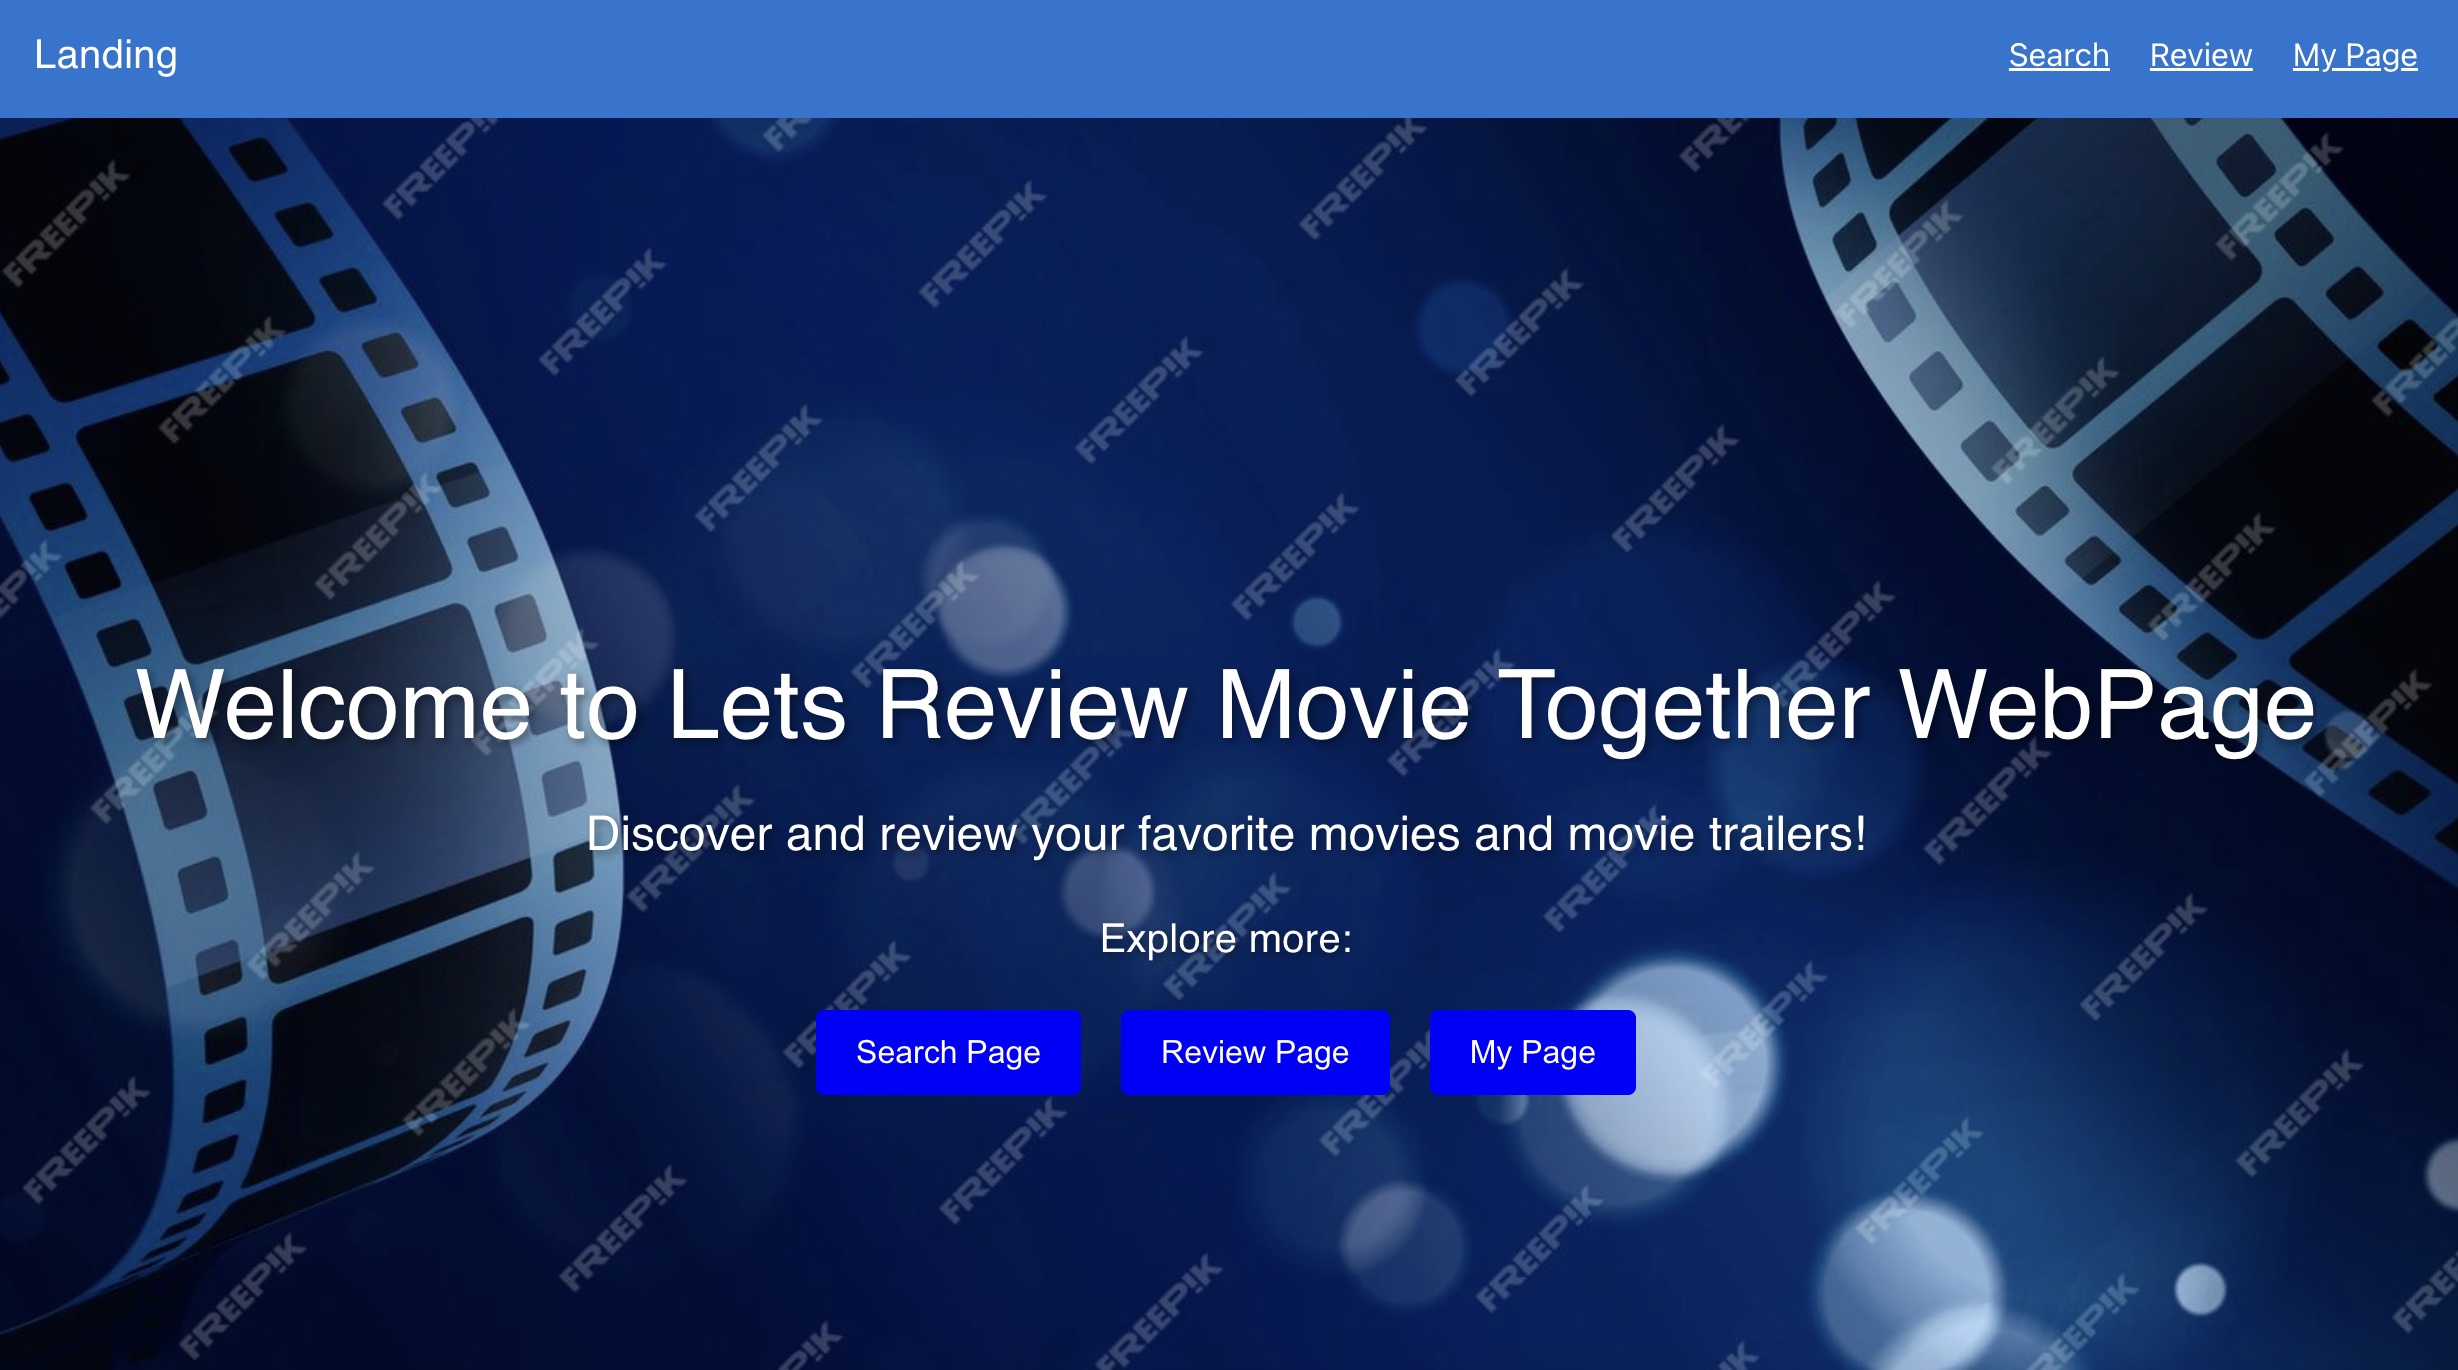 Landing
Search Review My Page
Welcome to Lets Review Movie Together WebPage
Discover and review your favorite movies and movie trailers!
Explore more:
Search Page Review Page My Page
FREEPIK